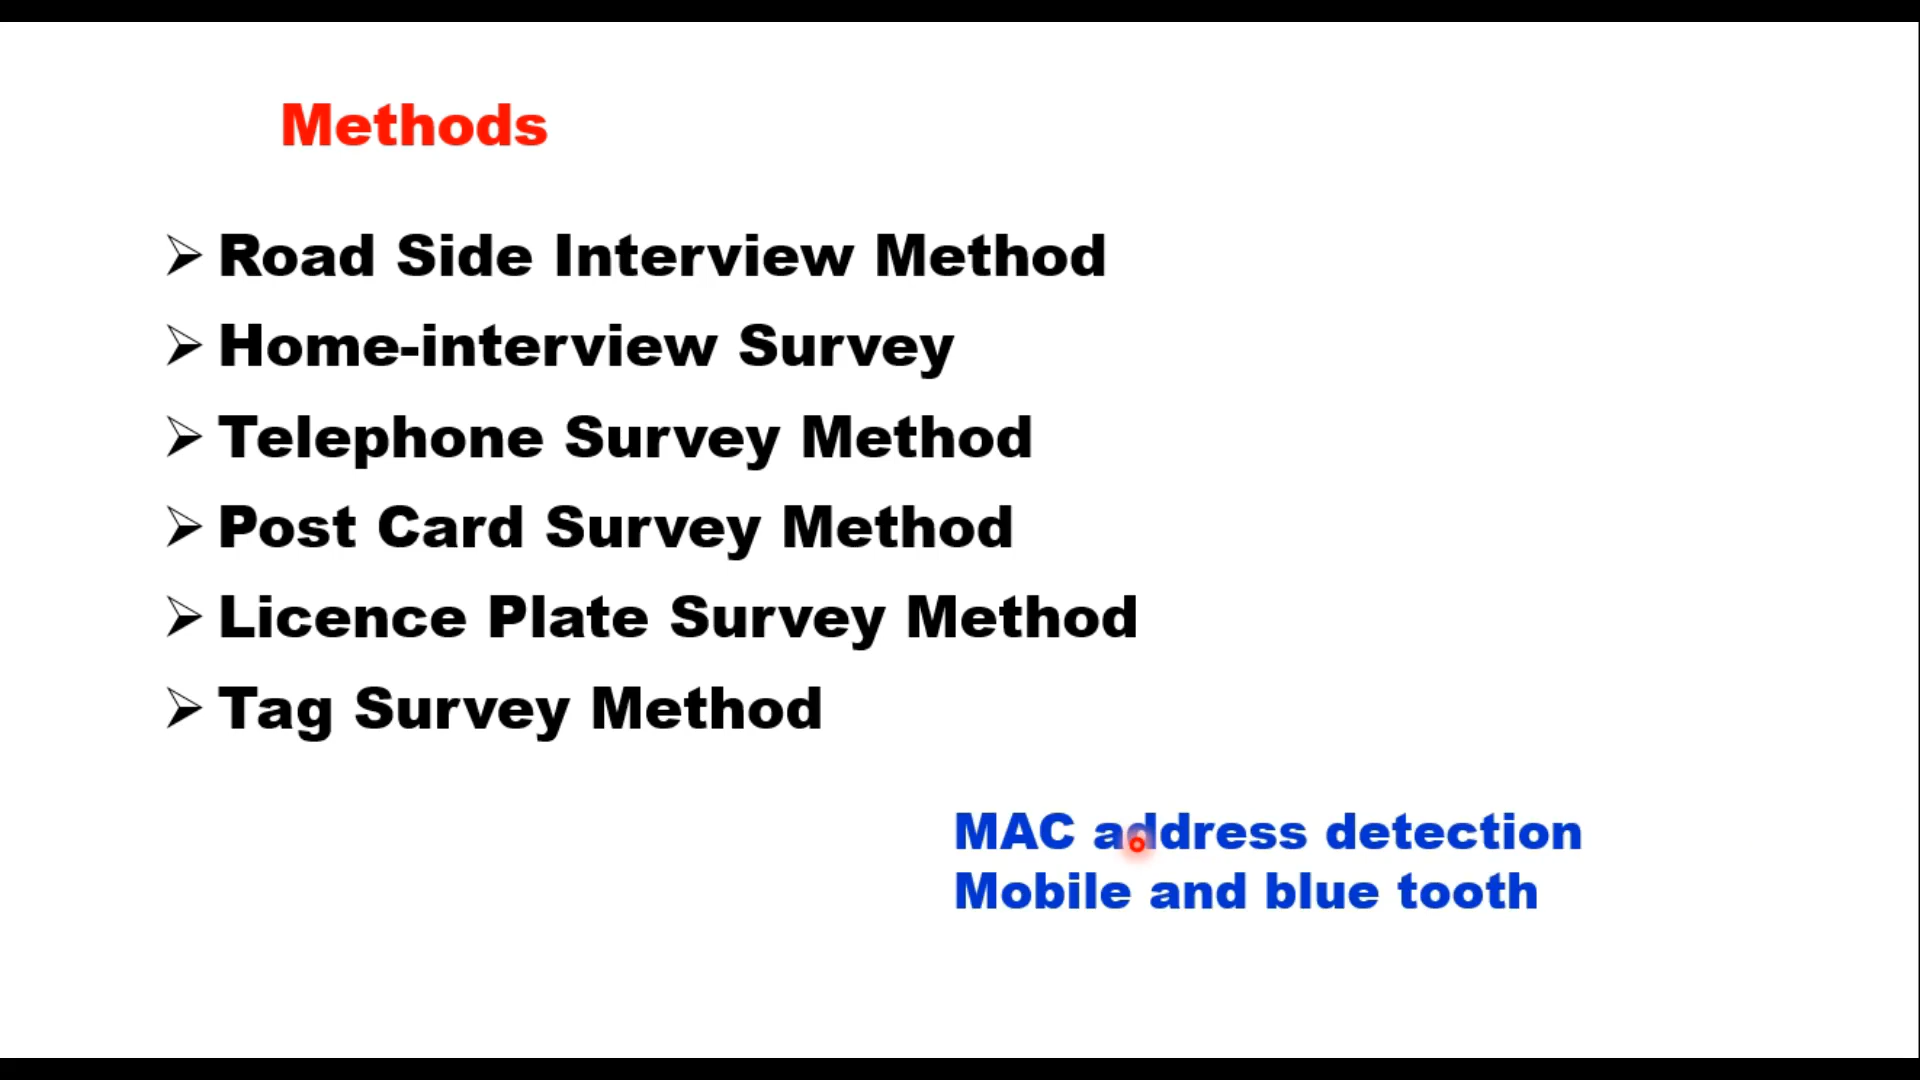 Methods
Road Side Interview Method
Home-interview Survey
Telephone Survey Method
Post Card Survey Method
Licence Plate Survey Method
Tag Survey Method
MAC address detection
Mobile and blue tooth